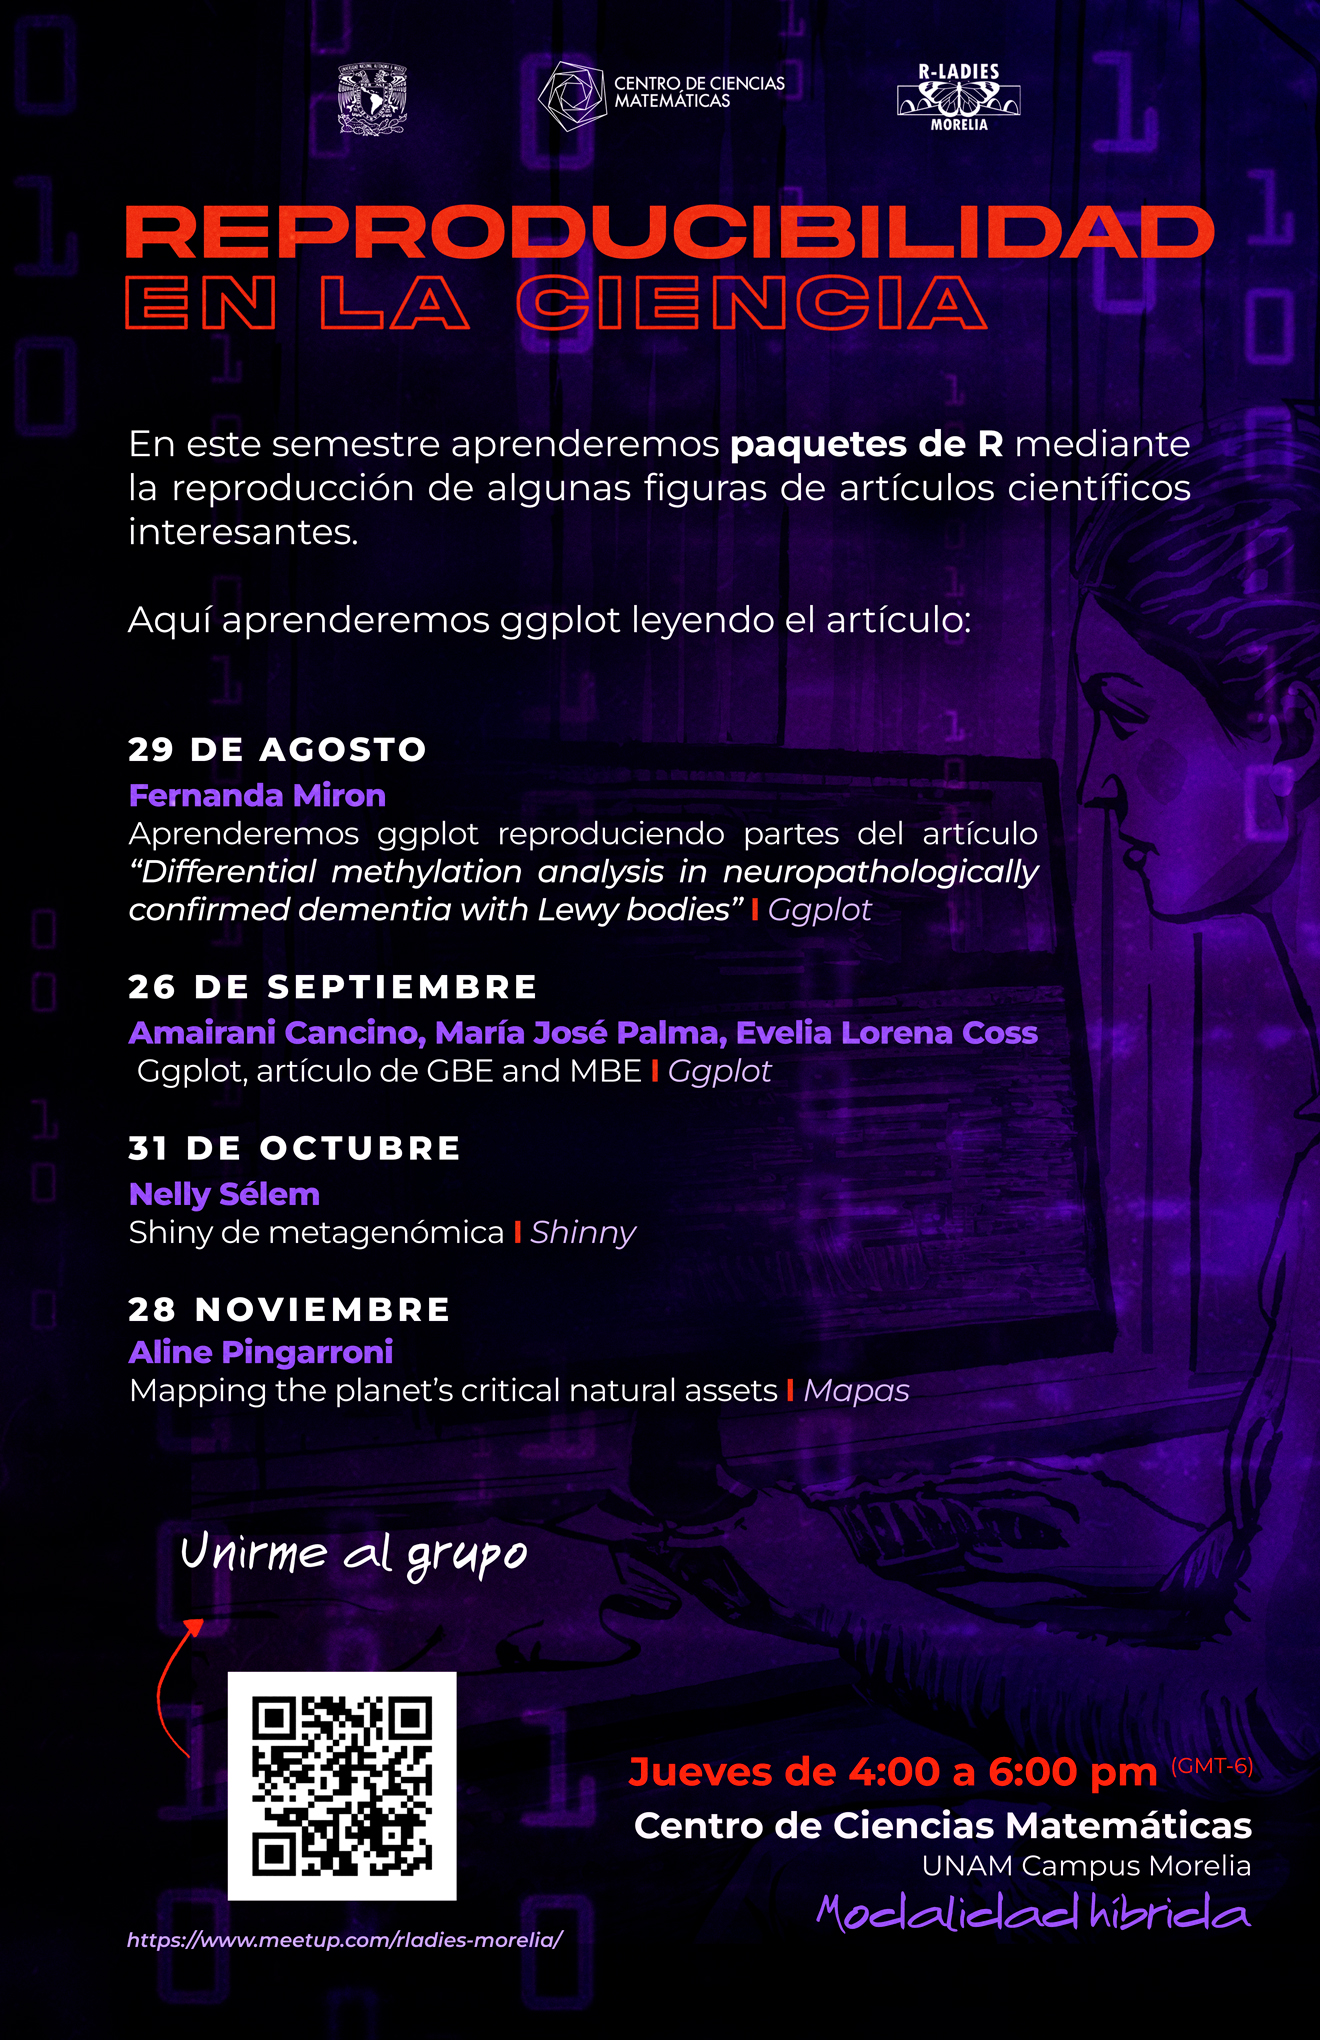 CENTRO DE CIENCIAS
MATEMÁTICAS
R-LADIES
MORELIA
REPRODUCIBILIDAD
EN LA CIENCIA
En este semestre aprenderemos paquetes de R mediante
la reproducción de algunas figuras de artículos científicos
interesantes.
Aquí aprenderemos ggplot leyendo el artículo:
29 DE AGOSTO
Fernanda Miron
Aprenderemos ggplot reproduciendo partes del artículo
“Differential methylation analysis in neuropathologically
confirmed dementia with Lewy bodies” | Ggplot
26 DE SEPTIEMBRE
Amairani Cancino, María José Palma, Evelia Lorena Coss
Ggplot, artículo de GBE and MBE | Ggplot
31 DE OCTUBRE
Nelly Sélem
Shiny de metagenómica | Shinny
28 NOVIEMBRE
Aline Pingarroni
Mapping the planet’s critical natural assets | Mapas
Unirme al grupo
Jueves de 4:00 a 6:00 pm (GMT-6)
Centro de Ciencias Matemáticas
UNAM Campus Morelia
Modalidad híbrida
https://www.meetup.com/rladies-morelia/